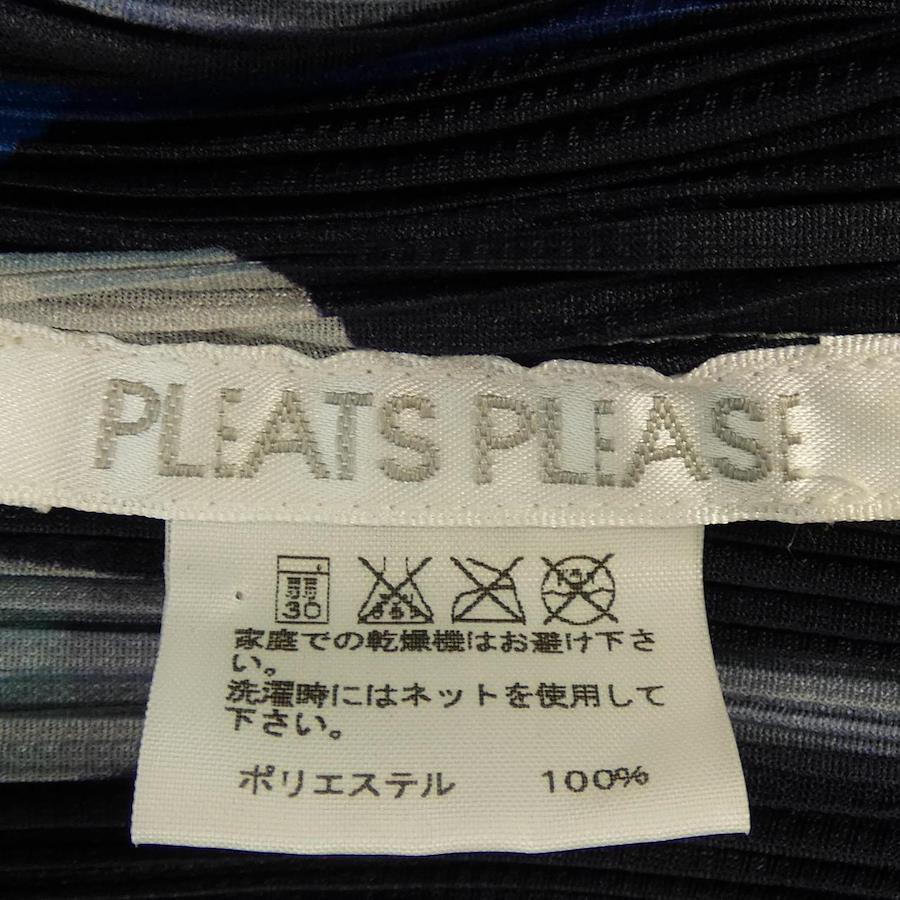 PLEATS PLEASE
弱
30
家庭での乾燥機はお避け下さ
い。
洗濯時にはネットを使用して
下さい。
ポリエステル 100%